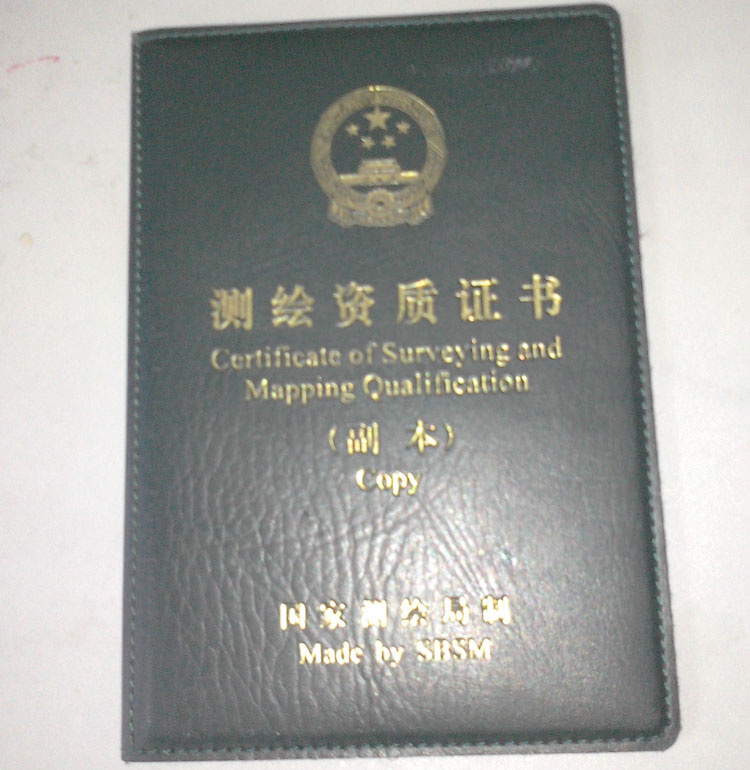 测绘资质证书
Certificate of Surveying and
Mapping Qualification
（副本）
Copy
国家测绘局制
Made by SBSM